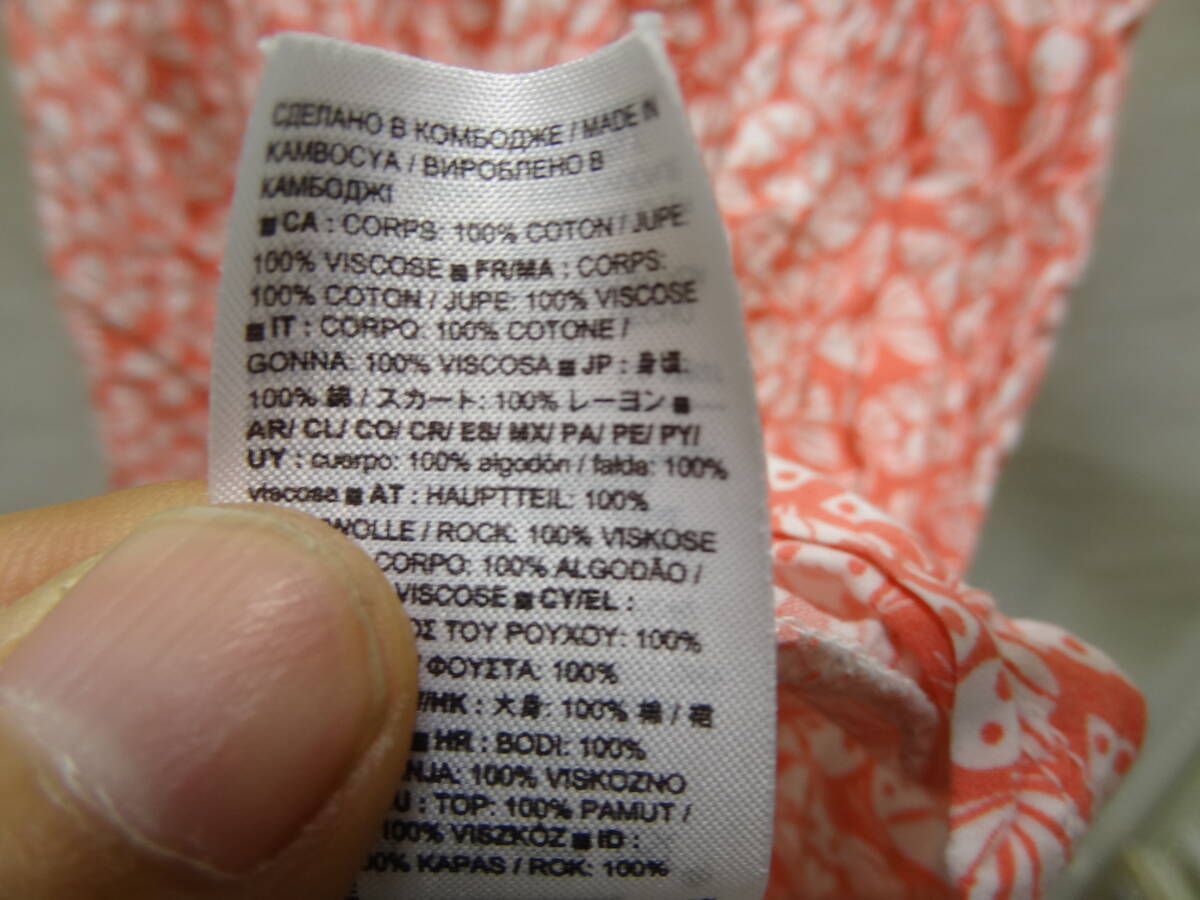 СДЕЛАНО В КОМБОДЖЕ / MADE IN
KAMBOCYA / ВИРОБЛЕНО В
КАМБОДЖІ
■ CA : CORPS: 100% COTON / JUPE:
100% VISCOSE ■ FR/MA : CORPS:
100% COTON / JUPE: 100% VISCOSE
■ IT : CORPO: 100% COTONE /
GONNA: 100% VISCOSA ■ JP : 身頃:
100% 綿 / スカート: 100% レーヨン ■
AR/ CL/ CO/ CR/ ES/ MX/ PA/ PE/ PY/
UY : cuerpo: 100% algodón / falda: 100%
viscosa ■ AT : HAUPTTEIL: 100%
WOLLE / ROCK: 100% VISKOSE
CORPO: 100% ALGODÃO /
VISCOSE ■ CY/EL :
ΟΣ ΤΟΥ ΡΟΥΧΟΥ: 100%
/ ΦΟΥΣΤΑ: 100%
/HK : 大身: 100% 棉 / 裙
■ HR : BODI: 100%
NJA: 100% VISKOZNO
U : TOP: 100% PAMUT /
100% VISZKÓZ ■ ID :
00% KAPAS / ROK: 100%